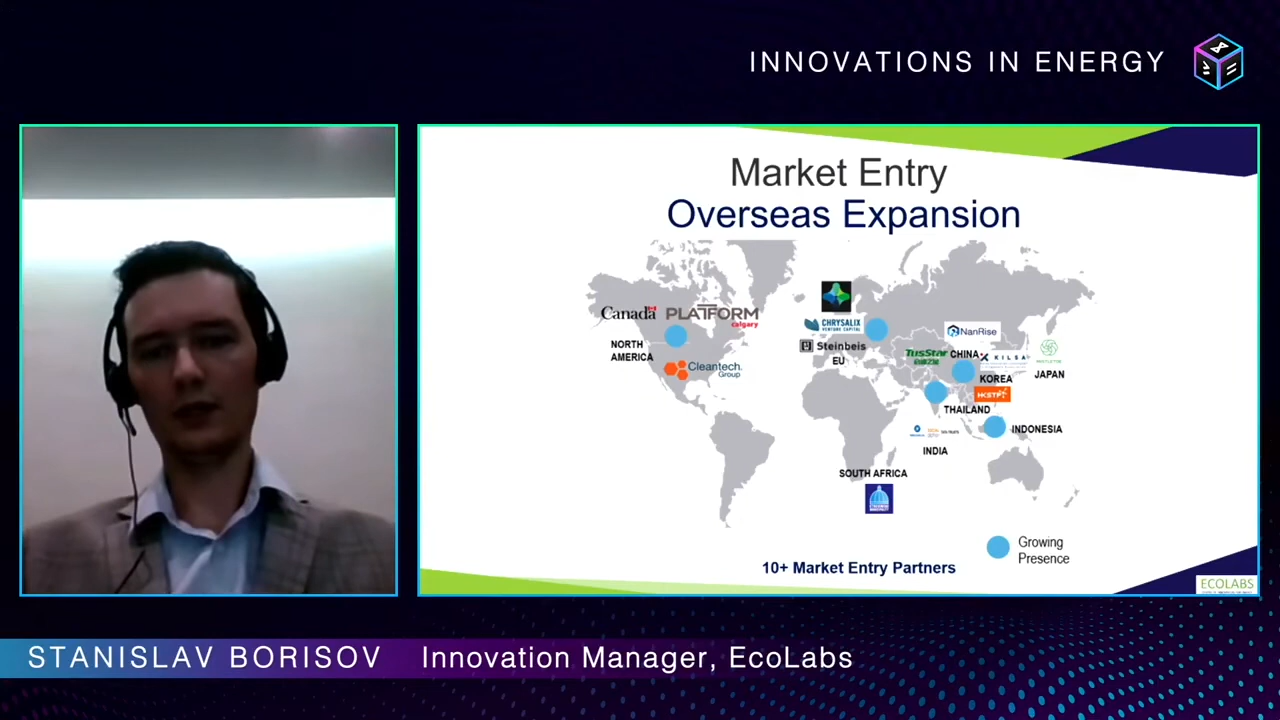 INNOVATIONS IN ENERGY
Market Entry
Overseas Expansion
Canada
PLATFORM
calgary
NORTH
AMERICA
Cleantech
Group
CHRYSALIX
VENTURE CAPITAL
Steinbeis
EU
NanRise
TusStar
CHINA
KILSA
KOREA
JAPAN
HKSTP
THAILAND
INDONESIA
INDIA
SOUTH AFRICA
Growing
Presence
10+ Market Entry Partners
ECOLABS
STANISLAV BORISOV
Innovation Manager, EcoLabs